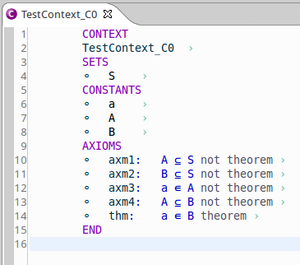 TestContext_C0
1 CONTEXT
2 TestContext_C0 ›
3 SETS
4 ∘ S ›
5 CONSTANTS
6 ∘ a ›
7 ∘ A ›
8 ∘ B ›
9 AXIOMS
10 ∘ axm1: A ⊆ S not theorem ›
11 ∘ axm2: B ⊆ S not theorem ›
12 ∘ axm3: a ∈ A not theorem ›
13 ∘ axm4: A ⊆ B not theorem ›
14 ∘ thm: a ∈ B theorem ›
15 END
16